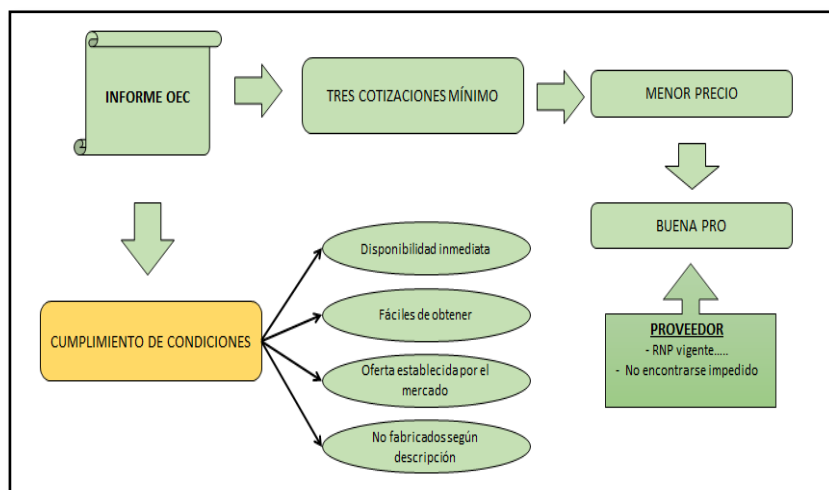 INFORME OEC
TRES COTIZACIONES MÍNIMO
MENOR PRECIO
BUENA PRO
Disponibilidad inmediata
Fáciles de obtener
CUMPLIMIENTO DE CONDICIONES
Oferta establecida por el
mercado
No fabricados según
descripción
PROVEEDOR
- RNP vigente.....
- No encontrarse impedido